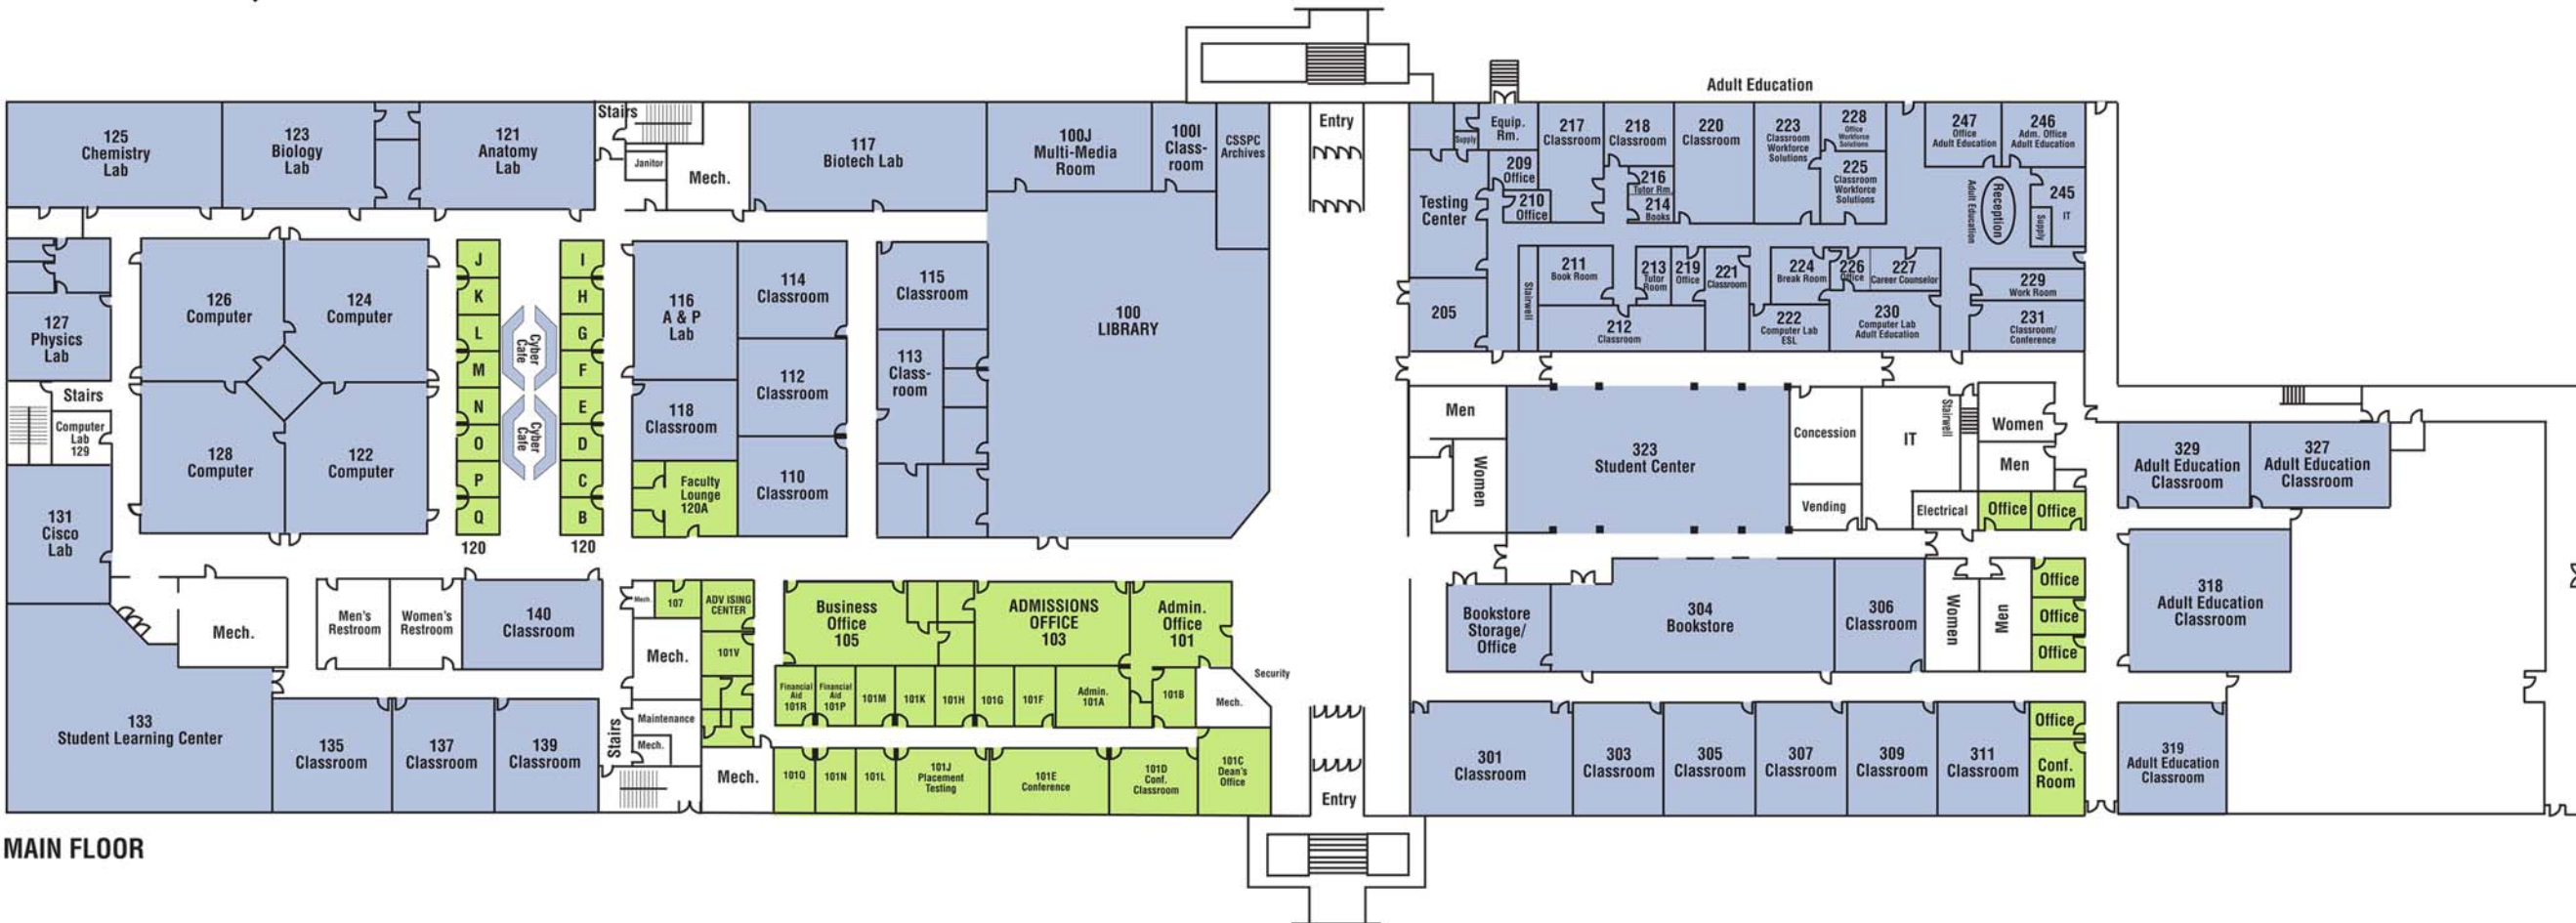 Adult Education
125
Chemistry
Lab
123
Biology
Lab
121
Anatomy
Lab
Stairs
Janitor
Mech.
117
Biotech Lab
100J
Multi-Media
Room
100I
Class-
room
CSSPC
Archives
Entry
Supply
Equip.
Rm.
217
Classroom
218
Classroom
220
Classroom
223
Classroom
Workforce
Solutions
228
Office
Workforce
Solutions
225
Classroom
Workforce
Solutions
247
Office
Adult Education
246
Adm. Office
Adult Education
Testing
Center
209
Office
210
Office
216
Tutor Rm.
214
Books
Adult Education
Reception
245
IT
Supply
126
Computer
124
Computer
127
Physics
Lab
J
K
L
M
N
O
P
Q
120
Cyber
Cafe
Cyber
Cafe
I
H
G
F
E
D
C
B
120
116
A & P
Lab
114
Classroom
115
Classroom
100
LIBRARY
113
Class-
room
112
Classroom
118
Classroom
110
Classroom
Faculty
Lounge
120A
205
Stairwell
211
Book Room
213
Tutor
Room
219
Office
221
Classroom
224
Break Room
226
Office
227
Career Counselor
229
Work Room
212
Classroom
222
Computer Lab
ESL
230
Computer Lab
Adult Education
231
Classroom/
Conference
Stairs
Computer
Lab
129
128
Computer
122
Computer
131
Cisco
Lab
Men
Women
323
Student Center
Concession
Vending
IT
Stairwell
Women
Men
Electrical
Office
Office
329
Adult Education
Classroom
327
Adult Education
Classroom
Mech.
Men's
Restroom
Women's
Restroom
140
Classroom
Mech.
107
ADV ISING
CENTER
Mech.
101V
Business
Office
105
ADMISSIONS
OFFICE
103
Admin.
Office
101
Security
Financial
Aid
101R
Financial
Aid
101P
101M
101K
101H
101G
101F
Admin.
101A
101B
Mech.
Bookstore
Storage/
Office
304
Bookstore
306
Classroom
Women
Men
Office
Office
Office
318
Adult Education
Classroom
133
Student Learning Center
135
Classroom
137
Classroom
139
Classroom
Stairs
Maintenance
Mech.
Mech.
101Q
101N
101L
101J
Placement
Testing
101E
Conference
101D
Conf.
Classroom
101C
Dean's
Office
Entry
301
Classroom
303
Classroom
305
Classroom
307
Classroom
309
Classroom
311
Classroom
Office
Conf.
Room
319
Adult Education
Classroom
MAIN FLOOR